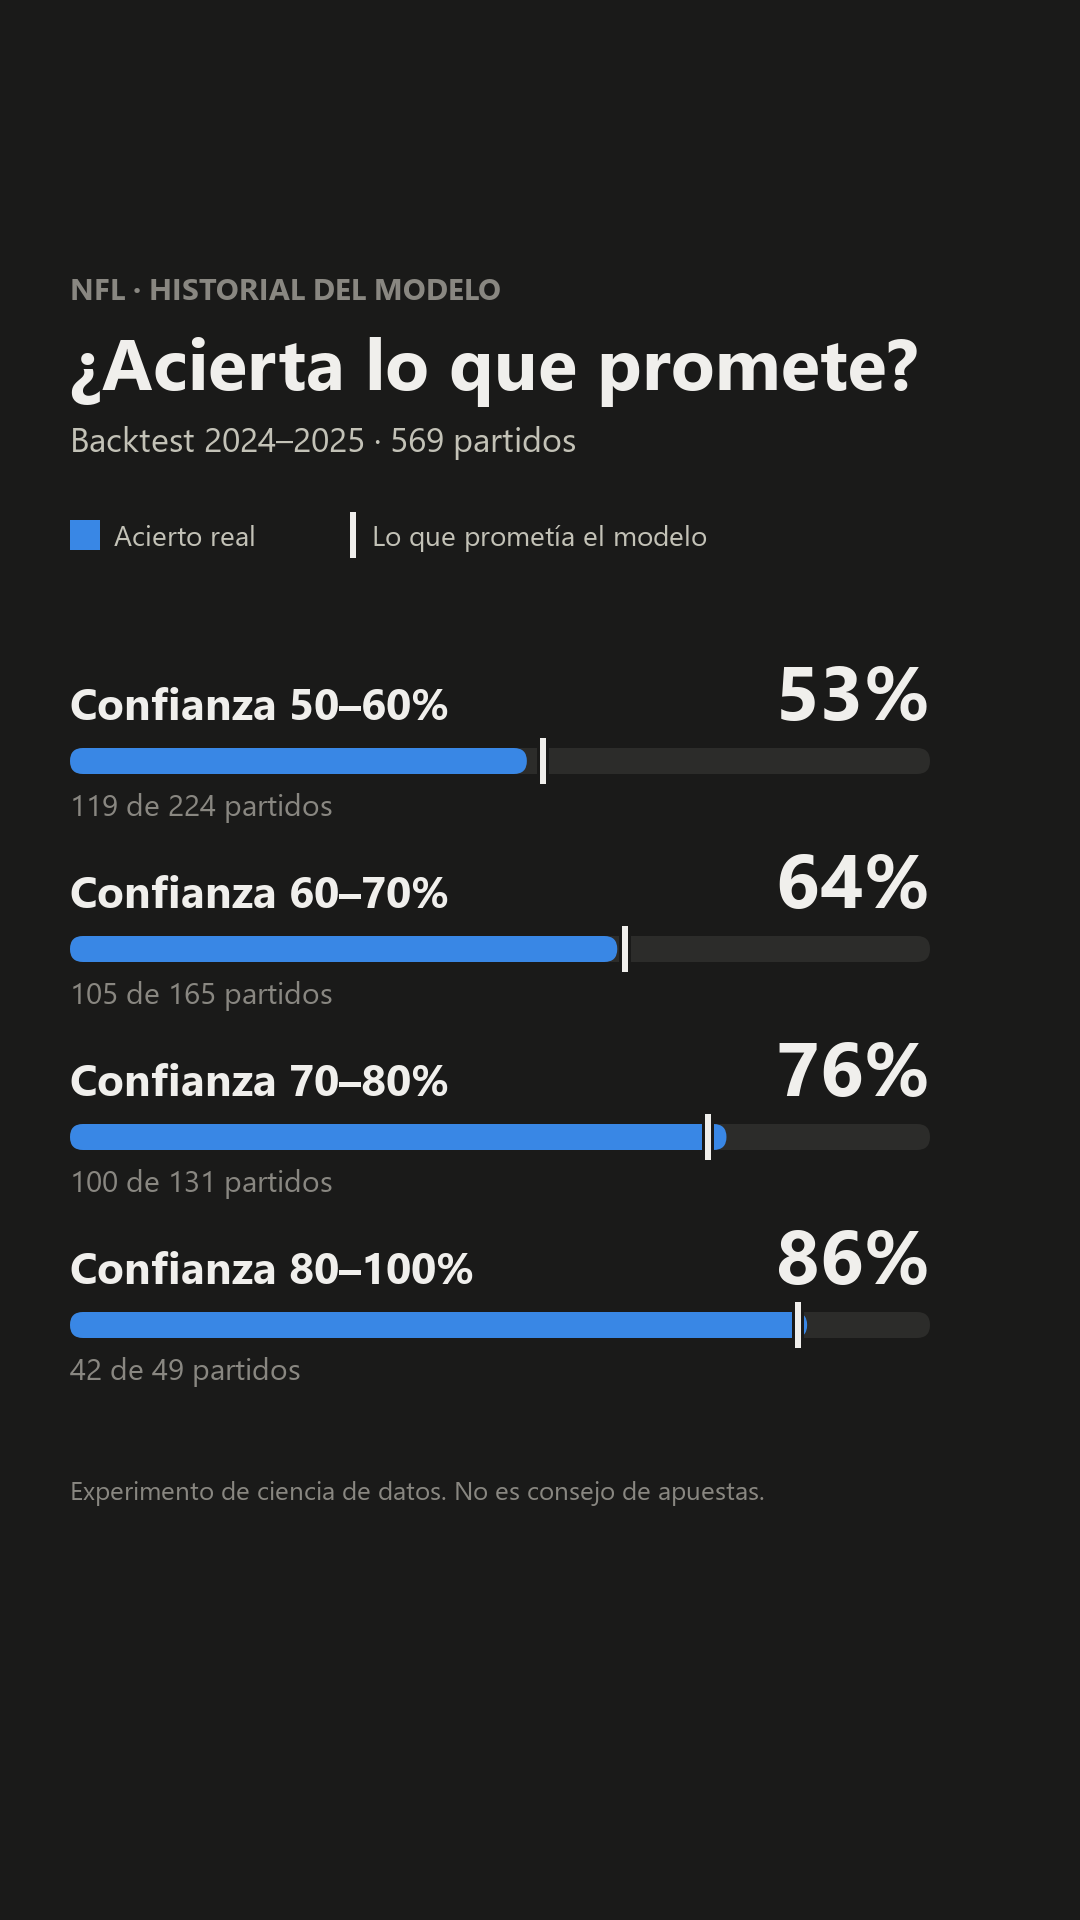 NFL · HISTORIAL DEL MODELO
¿Acierta lo que promete?
Backtest 2024–2025 · 569 partidos
Acierto real
Lo que prometía el modelo
Confianza 50–60%
53%
119 de 224 partidos
Confianza 60–70%
64%
105 de 165 partidos
Confianza 70–80%
76%
100 de 131 partidos
Confianza 80–100%
86%
42 de 49 partidos
Experimento de ciencia de datos. No es consejo de apuestas.